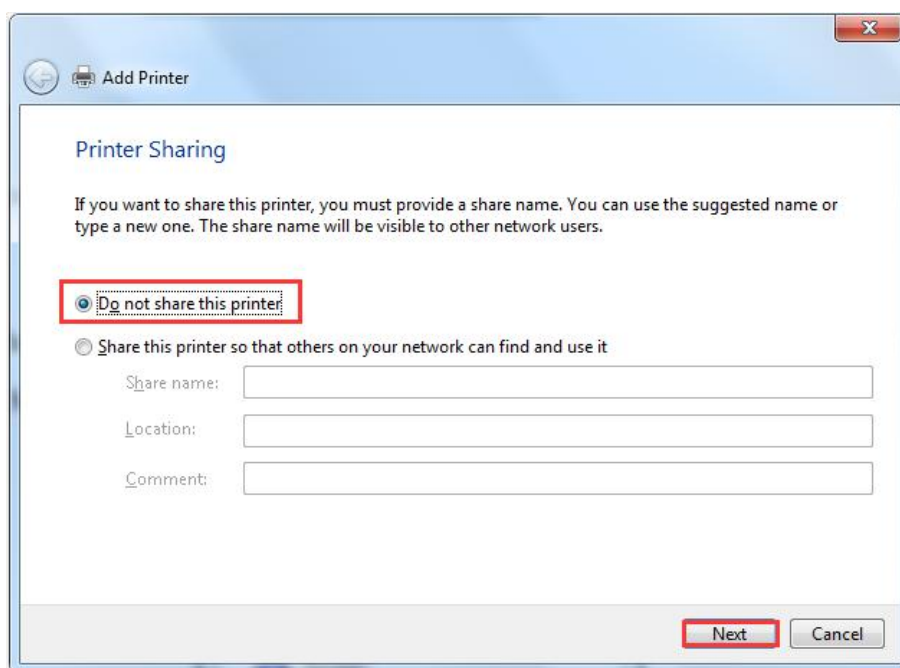 Add Printer
Printer Sharing
If you want to share this printer, you must provide a share name. You can use the suggested name or
type a new one. The share name will be visible to other network users.
Do not share this printer
Share this printer so that others on your network can find and use it
Share name:
Location:
Comment:
Next Cancel